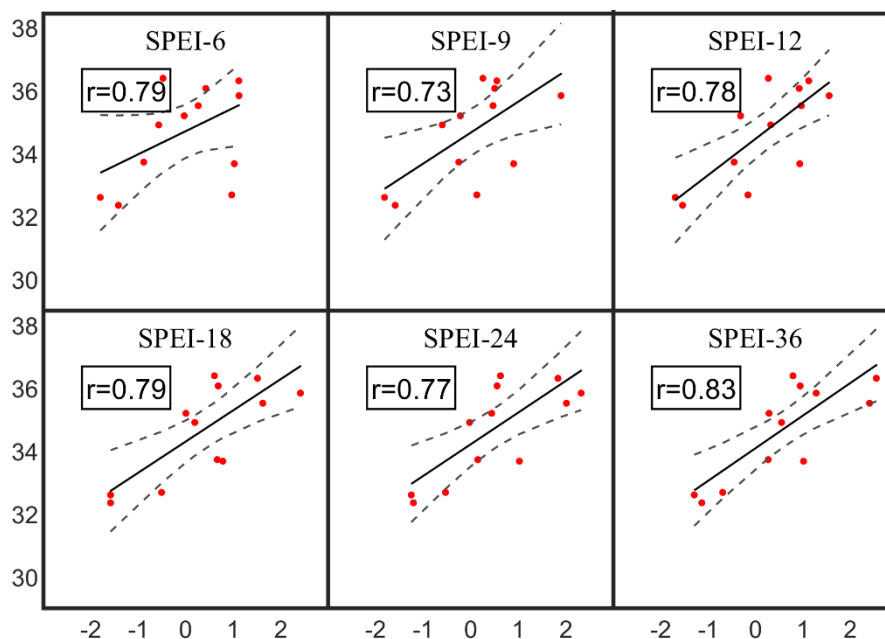 38
36
34
32
30
SPEI-6
r=0.79
SPEI-9
r=0.73
SPEI-12
r=0.78
38
36
34
32
30
SPEI-18
r=0.79
SPEI-24
r=0.77
SPEI-36
r=0.83
-2 -1 0 1 2 -2 -1 0 1 2 -2 -1 0 1 2